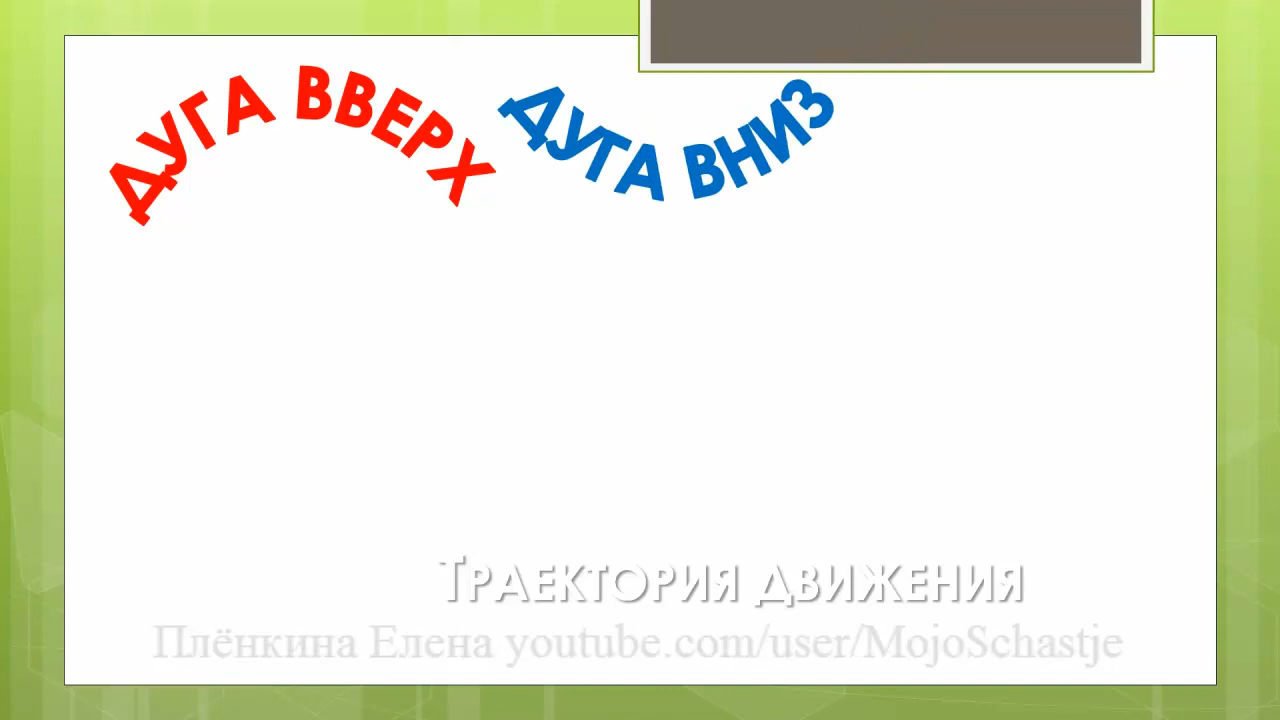 ДУГА ВВЕРХ
ДУГА ВНИЗ
ТРАЕКТОРИЯ ДВИЖЕНИЯ
Плёнкина Елена youtube.com/user/MojoSchastje